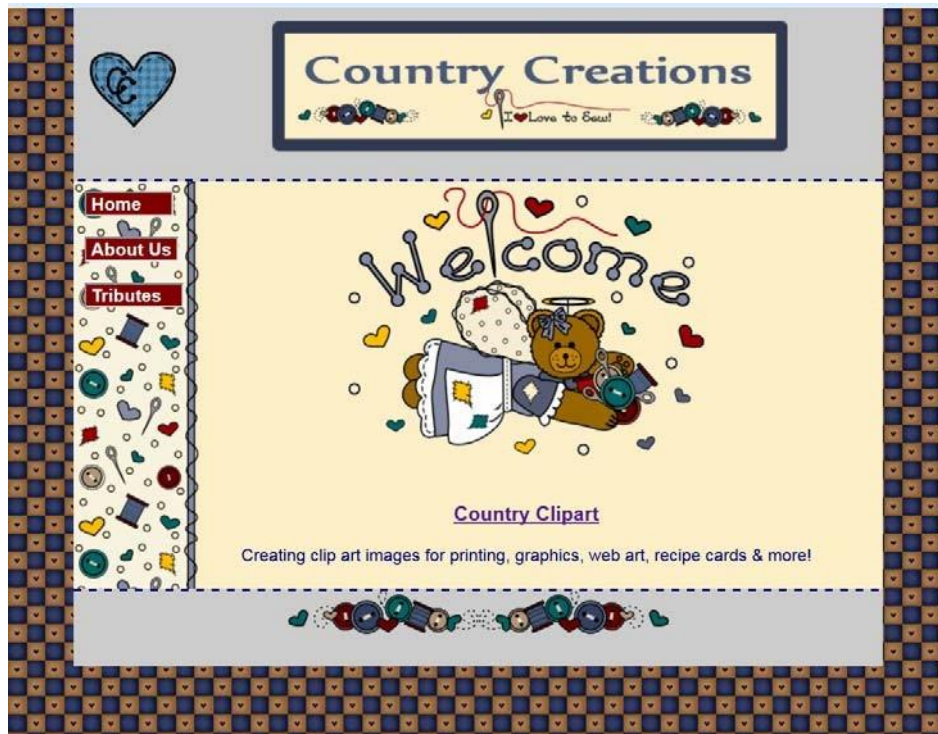 CC
Country Creations
I Love to Sew!
Home
About Us
Tributes
Welcome
Country Clipart
Creating clip art images for printing, graphics, web art, recipe cards & more!